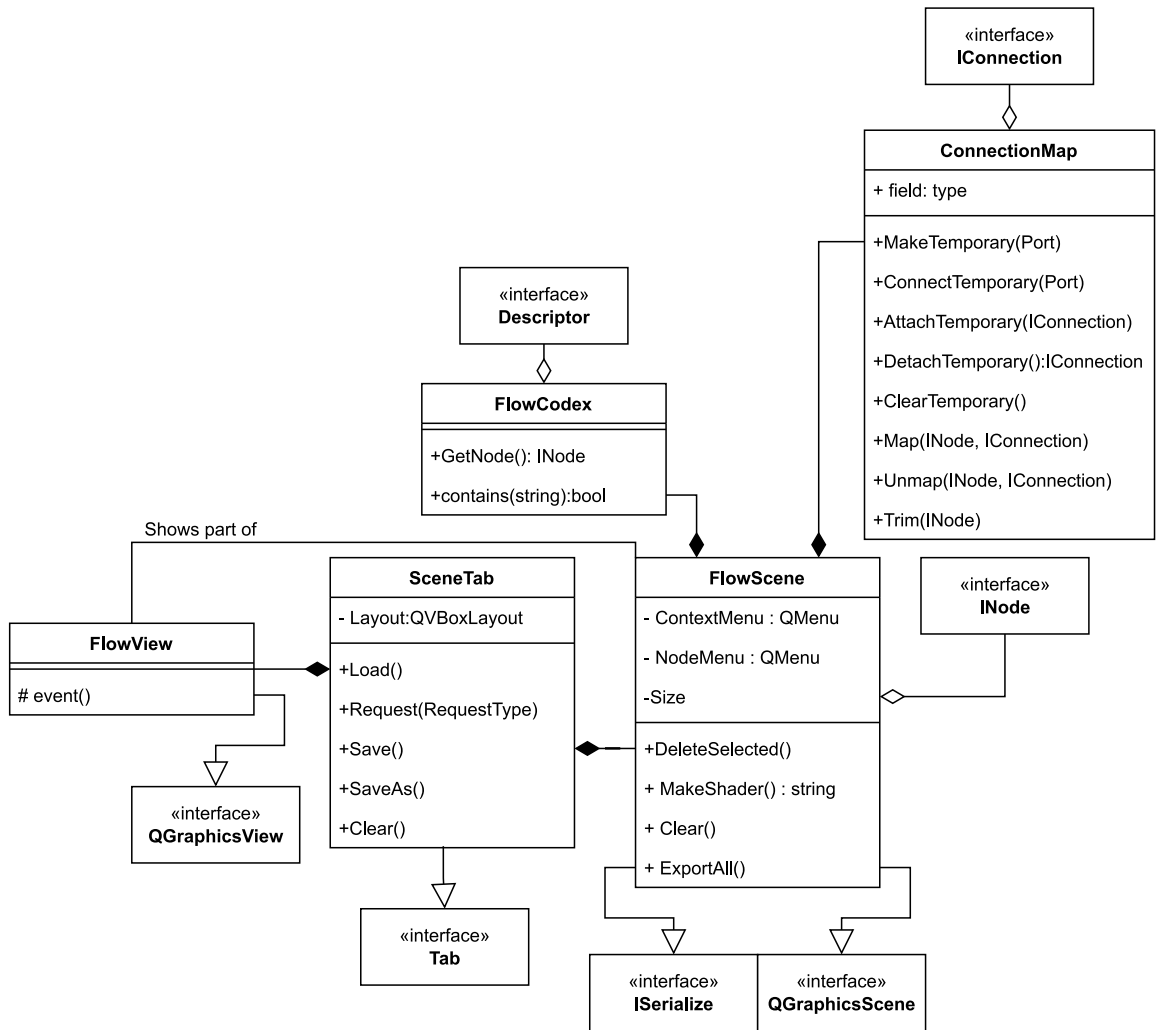 «interface»
IConnection
ConnectionMap
+ field: type
+MakeTemporary(Port)
+ConnectTemporary(Port)
+AttachTemporary(IConnection)
+DetachTemporary():IConnection
+ClearTemporary()
+Map(INode, IConnection)
+Unmap(INode, IConnection)
+Trim(INode)
«interface»
Descriptor
FlowCodex
+GetNode(): INode
+contains(string):bool
Shows part of
FlowView
# event()
«interface»
QGraphicsView
SceneTab
- Layout:QVBoxLayout
+Load()
+Request(RequestType)
+Save()
+SaveAs()
+Clear()
«interface»
Tab
FlowScene
- ContextMenu : QMenu
- NodeMenu : QMenu
-Size
+DeleteSelected()
+ MakeShader() : string
+ Clear()
+ ExportAll()
«interface»
INode
«interface»
ISerialize
«interface»
QGraphicsScene